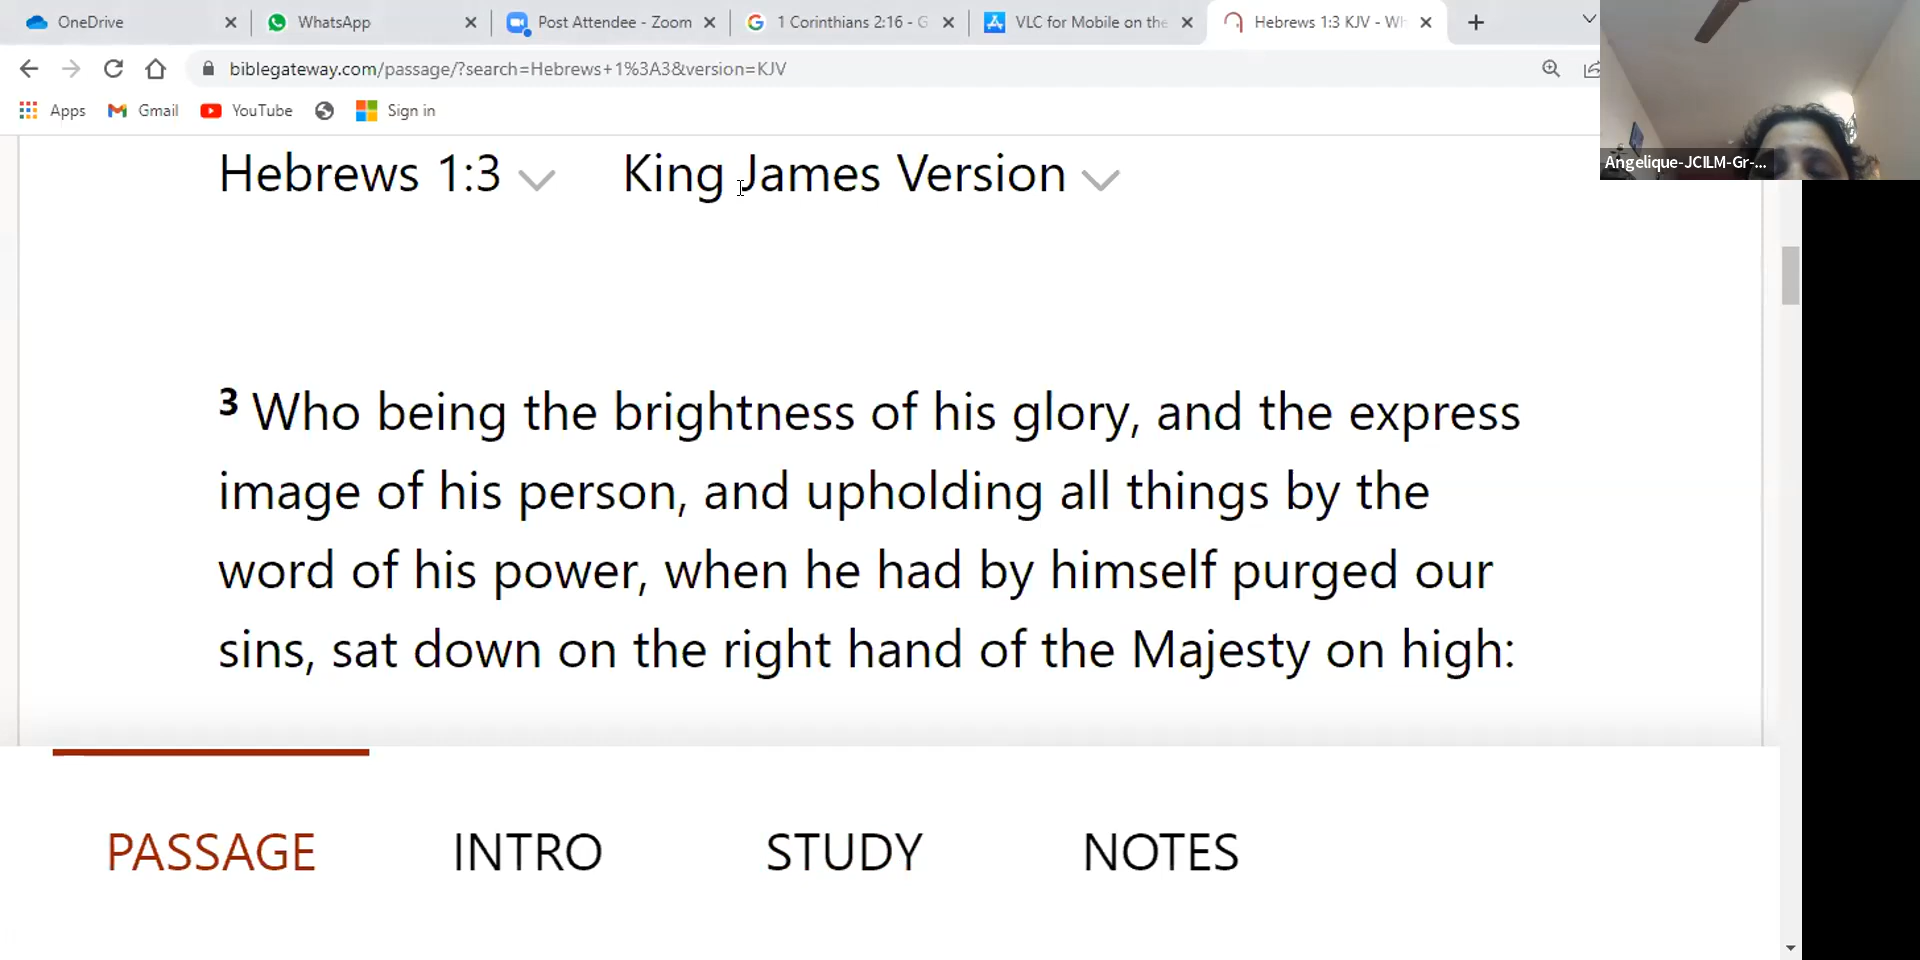 OneDrive
WhatsApp
Post Attendee - Zoom
1 Corinthians 2:16 - G
VLC for Mobile on the
Hebrews 1:3 KJV - Wh
biblegateway.com/passage/?search=Hebrews+1%3A3&version=KJV
Apps
Gmail
YouTube
Sign in
Angelique-JCILM-Gr-...
Hebrews 1:3
King James Version
3 Who being the brightness of his glory, and the express
image of his person, and upholding all things by the
word of his power, when he had by himself purged our
sins, sat down on the right hand of the Majesty on high:
PASSAGE
INTRO
STUDY
NOTES